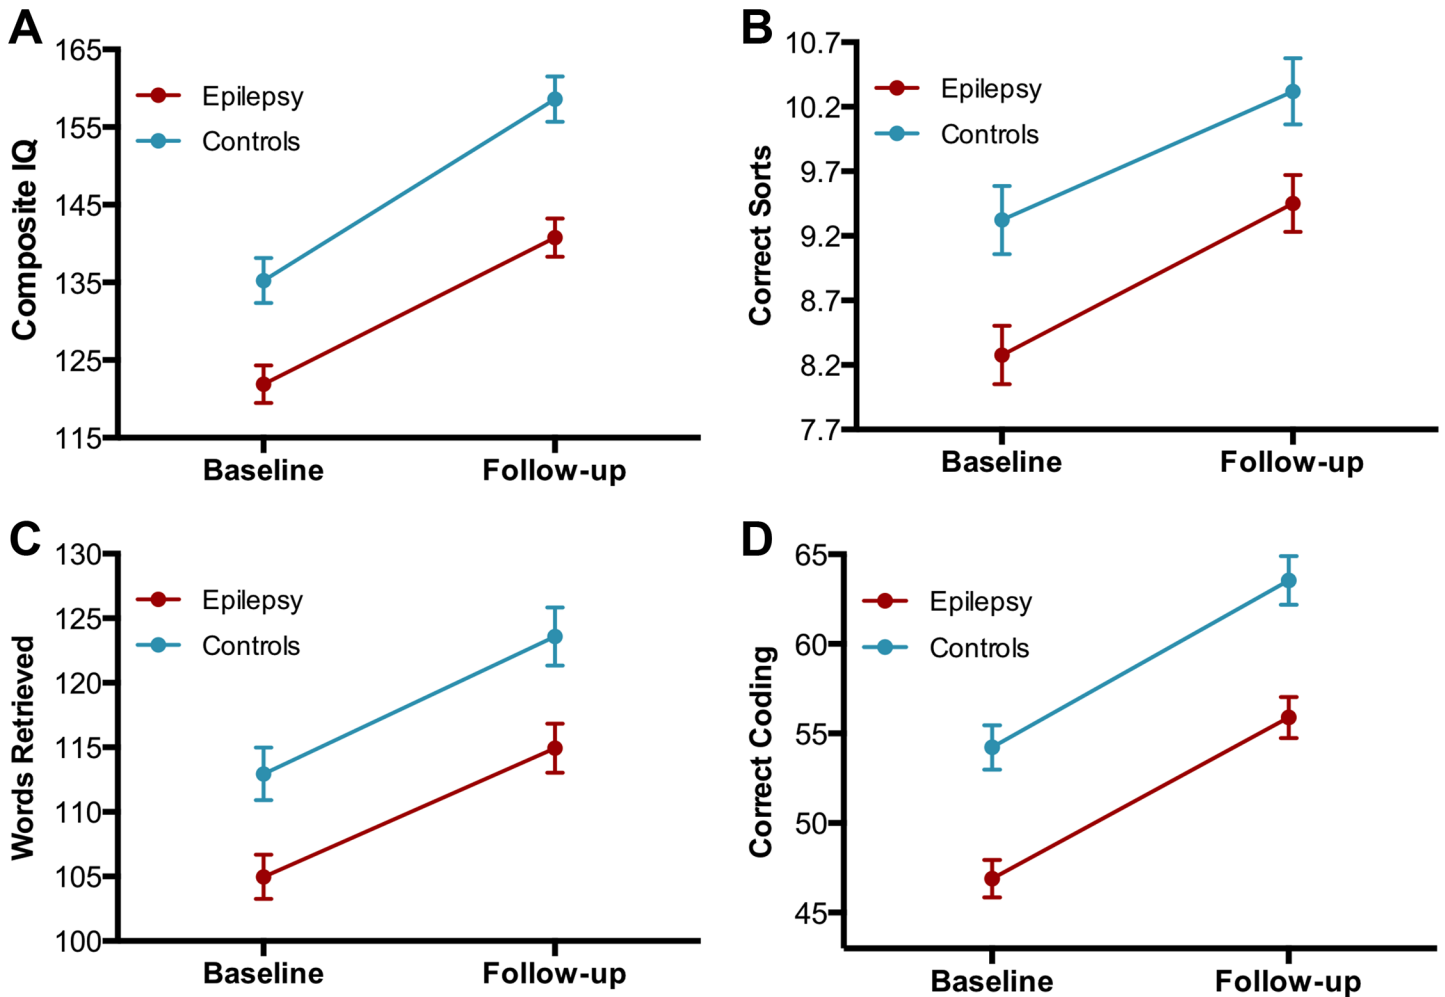 A
Composite IQ
165
155
145
135
125
115
Epilepsy
Controls
Baseline
Follow-up
B
Correct Sorts
10.7
10.2
9.7
9.2
8.7
8.2
7.7
Epilepsy
Controls
Baseline
Follow-up
C
Words Retrieved
130
125
120
115
110
105
100
Epilepsy
Controls
Baseline
Follow-up
D
Correct Coding
65
60
55
50
45
Epilepsy
Controls
Baseline
Follow-up